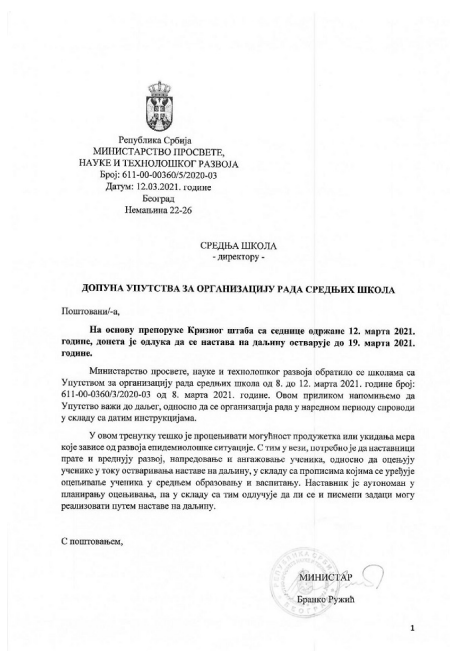 Република Србија
МИНИСТАРСТВО ПРОСВЕТЕ,
НАУКЕ И ТЕХНОЛОШКОГ РАЗВОЈА
Број: 611-00-00360/5/2020-03
Датум: 12.03.2021. године
Београд
Немањина 22-26
СРЕДЊА ШКОЛА
- директору -
ДОПУНА УПУТСТВА ЗА ОРГАНИЗАЦИЈУ РАДА СРЕДЊИХ ШКОЛА
Поштовани/-а,
На основу препоруке Кризног штаба са седнице одржане 12. марта 2021.
године, донета је одлука да се настава на даљину остварује до 19. марта 2021.
године.
Министарство просвете, науке и технолошког развоја обратило се школама са
Упутством за организацију рада средњих школа од 8. до 12. марта 2021. године број:
611-00-0360/3/2020-03 од 8. марта 2021. године. Овом приликом напомињемо да
Упутство важи до даљег, односно да се организација рада у наредном периоду спроводи
у складу са датим инструкцијама.
У овом тренутку тешко је процењивати могућност продужетка или укидања мера
које зависе од развоја епидемиолошке ситуације. С тим у вези, потребно је да наставници
прате и вреднују развој, напредовање и ангажовање ученика, односно да оцењују
ученике у току остваривања наставе на даљину, у складу са прописима којима се уређује
оцењивање ученика у средњем образовању и васпитању. Наставник је аутономан у
планирању оцењивања, па у складу са тим одлучује да ли се и писмени задаци могу
реализовати путем наставе на даљину.
С поштовањем,
МИНИСТАР
Бранко Ружић
1